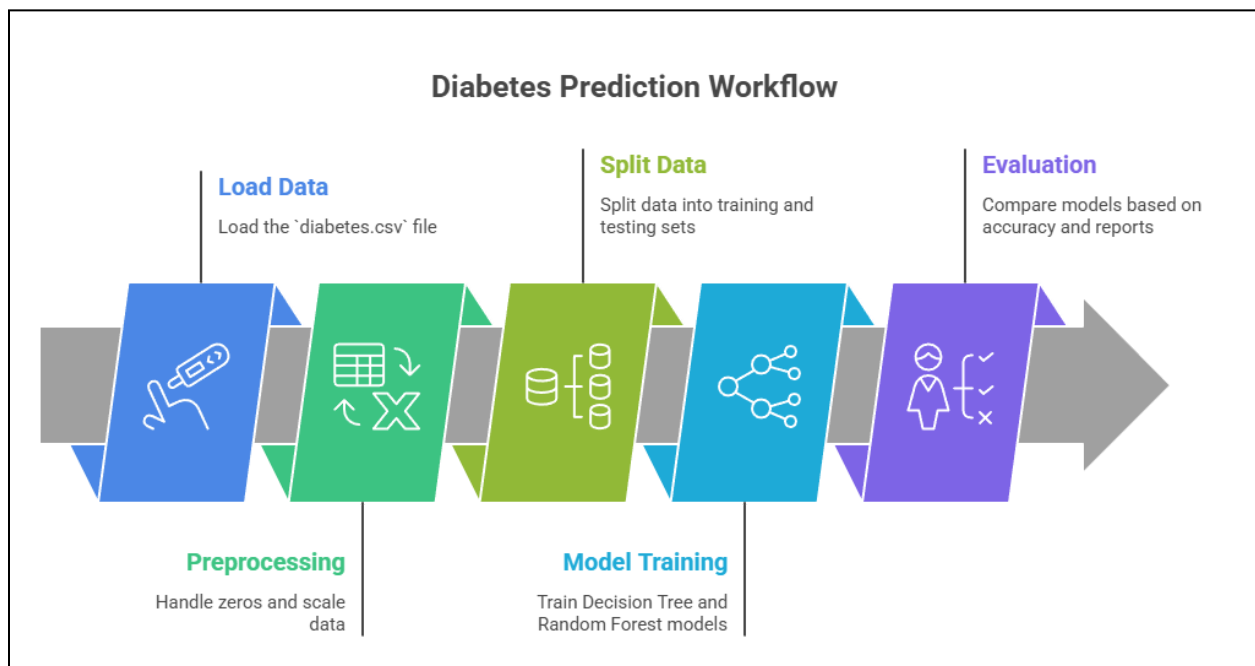 Diabetes Prediction Workflow
Load Data
Load the `diabetes.csv` file
Preprocessing
Handle zeros and scale
data
Split Data
Split data into training and
testing sets
Model Training
Train Decision Tree and
Random Forest models
Evaluation
Compare models based on
accuracy and reports